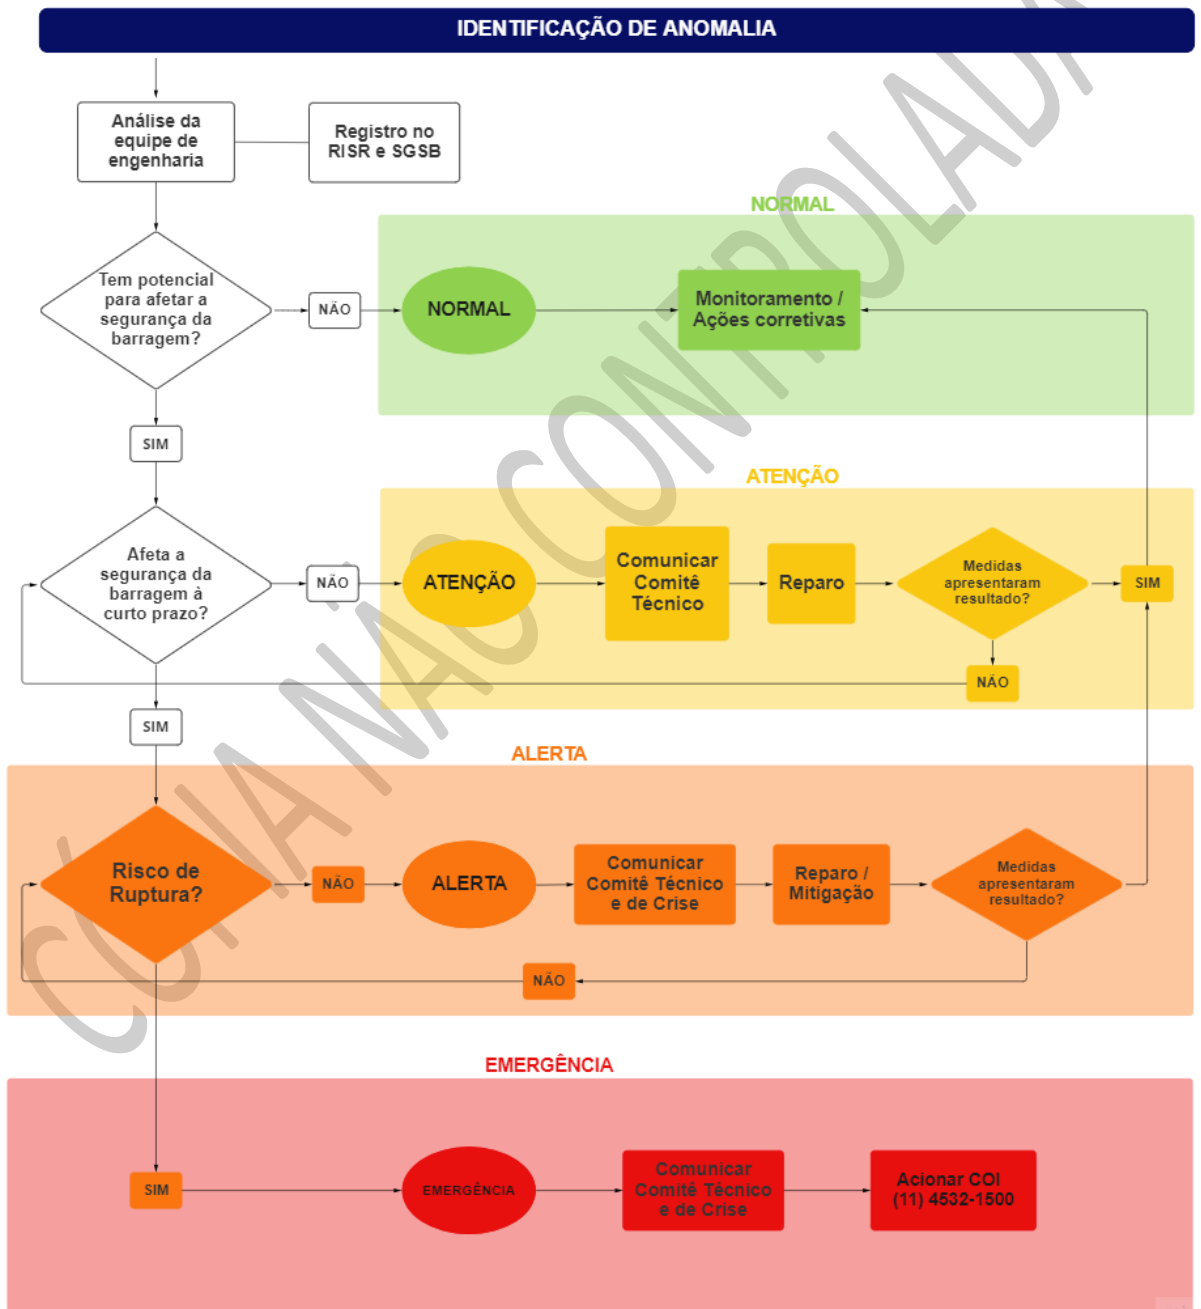 IDENTIFICAÇÃO DE ANOMALIA
Análise da
equipe de
engenharia
Registro no
RISR e SGSB
NORMAL
Tem potencial
para afetar a
segurança da
barragem?
NÃO
NORMAL
Monitoramento /
Ações corretivas
SIM
ATENÇÃO
Afeta a
segurança da
barragem à
curto prazo?
NÃO
ATENÇÃO
Comunicar
Comitê
Técnico
Reparo
Medidas
apresentaram
resultado?
SIM
NÃO
SIM
ALERTA
Risco de
Ruptura?
NÃO
ALERTA
Comunicar
Comitê Técnico
e de Crise
Reparo /
Mitigação
Medidas
apresentaram
resultado?
NÃO
EMERGÊNCIA
SIM
EMERGÊNCIA
Comunicar
Comitê Técnico
e de Crise
Acionar COI
(11) 4532-1500
CÓPIA NÃO CONTROLADA